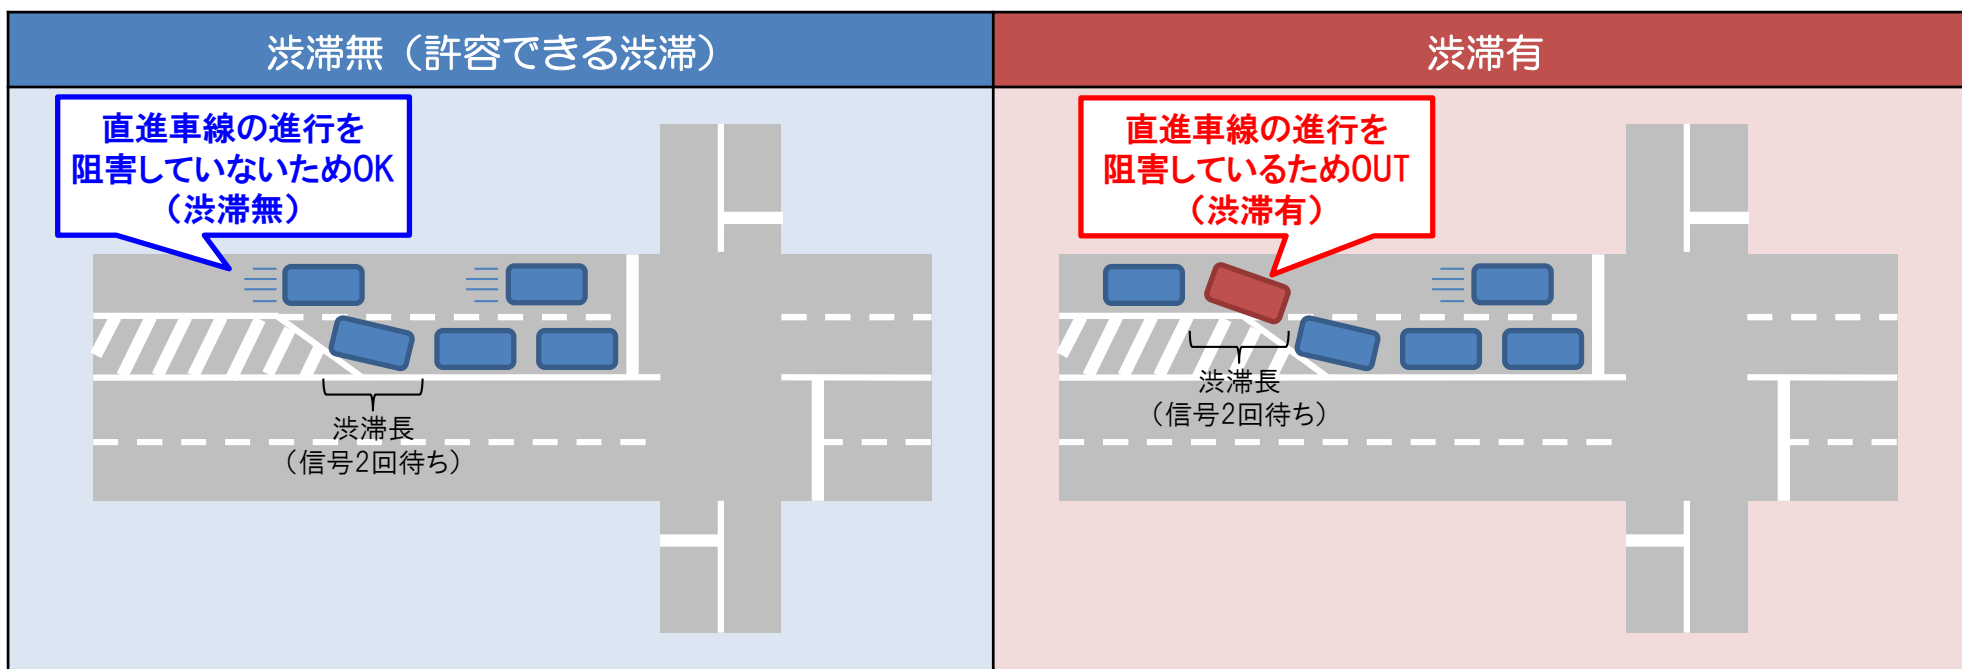 渋滞無（許容できる渋滞）
直進車線の進行を
阻害していないためOK
（渋滞無）
渋滞長
（信号2回待ち）
渋滞有
直進車線の進行を
阻害しているためOUT
（渋滞有）
渋滞長
（信号2回待ち）